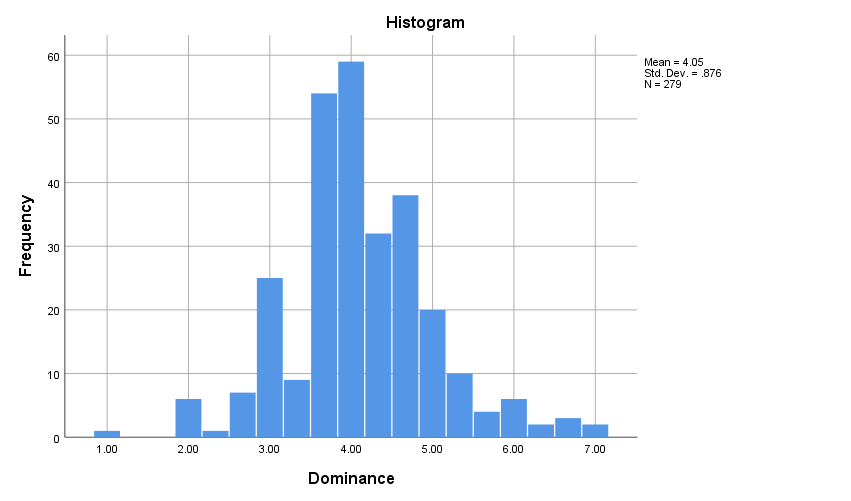 Histogram
Mean = 4.05
Std. Dev. = .876
N = 279
60
50
40
30
20
10
0
Frequency
1.00 2.00 3.00 4.00 5.00 6.00 7.00
Dominance